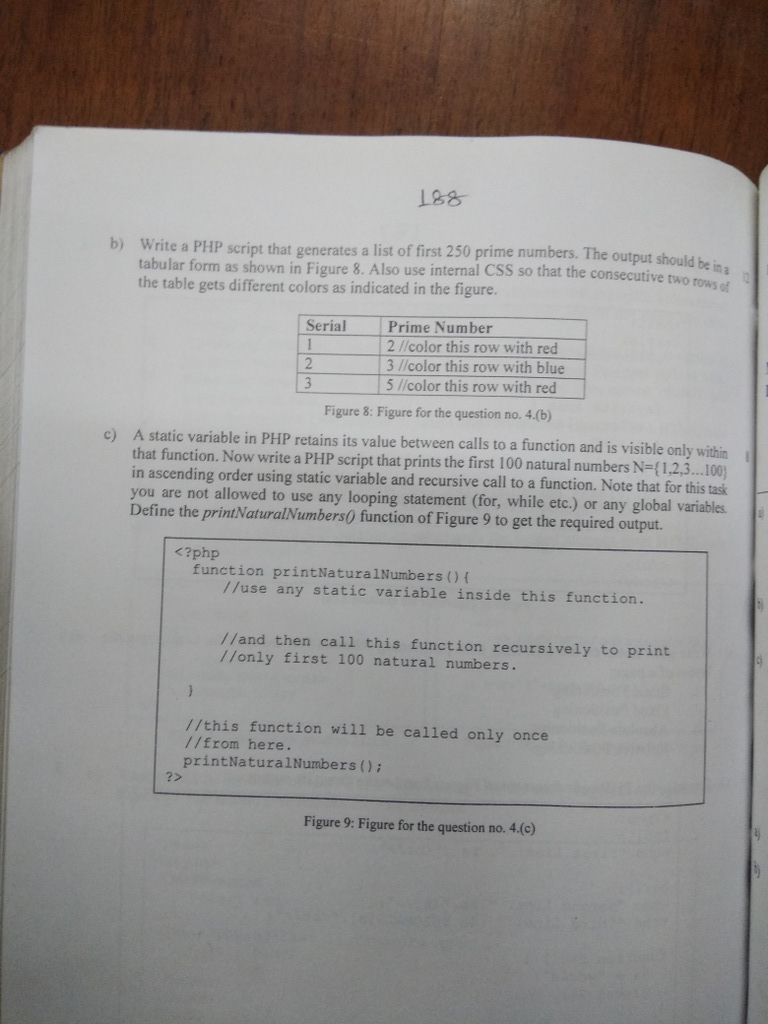 188
b) Write a PHP script that generates a list of first 250 prime numbers. The output should be in a
tabular form as shown in Figure 8. Also use internal CSS so that the consecutive two rows of
the table gets different colors as indicated in the figure.
Serial Prime Number
1 2 //color this row with red
2 3 //color this row with blue
3 5 //color this row with red
Figure 8: Figure for the question no. 4.(b)
c) A static variable in PHP retains its value between calls to a function and is visible only within
that function. Now write a PHP script that prints the first 100 natural numbers N={1,2,3...100}
in ascending order using static variable and recursive call to a function. Note that for this task
you are not allowed to use any looping statement (for, while etc.) or any global variables.
Define the printNaturalNumbers() function of Figure 9 to get the required output.
<?php
function printNaturalNumbers(){
//use any static variable inside this function.
//and then call this function recursively to print
//only first 100 natural numbers.
}
//this function will be called only once
//from here.
printNaturalNumbers();
?>
Figure 9: Figure for the question no. 4.(c)